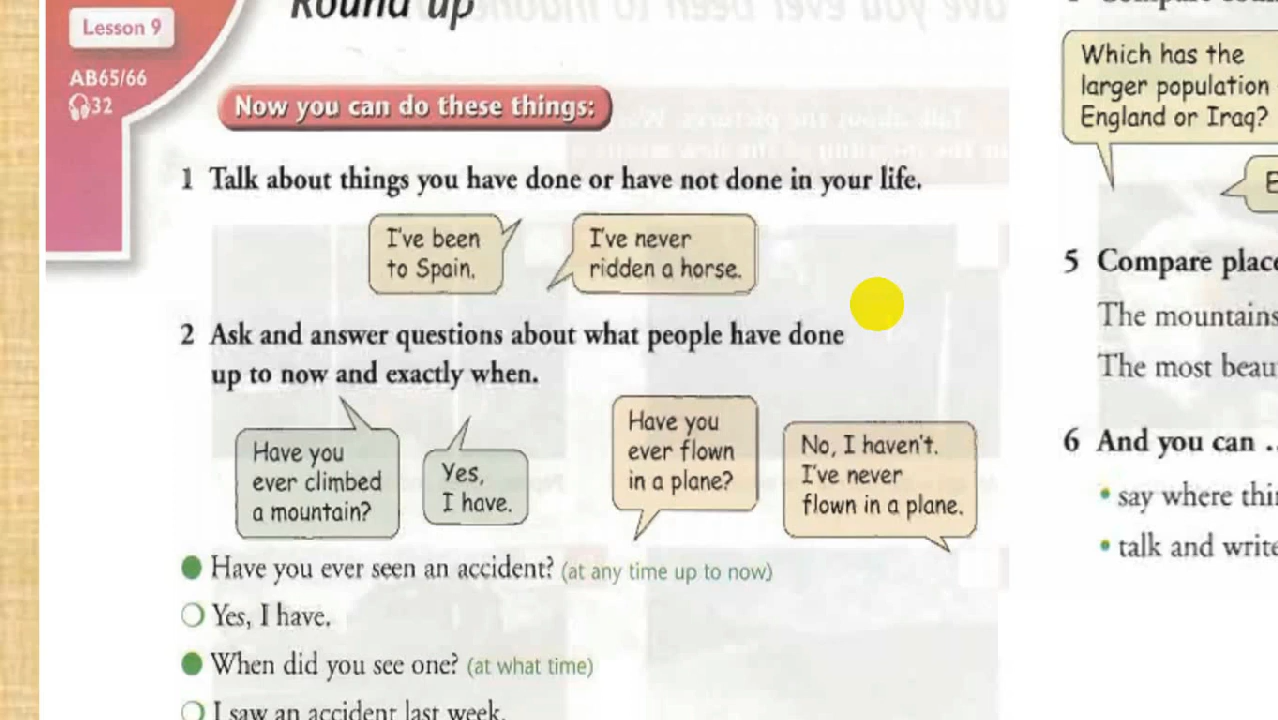 Round up
Lesson 9
AB65/66
32
Now you can do these things:
1 Talk about things you have done or have not done in your life.
I've been
to Spain.
I've never
ridden a horse.
2 Ask and answer questions about what people have done
up to now and exactly when.
Have you
ever climbed
a mountain?
Yes,
I have.
Have you
ever flown
in a plane?
No, I haven't.
I've never
flown in a plane.
Have you ever seen an accident? (at any time up to now)
Yes, I have.
When did you see one? (at what time)
I saw an accident last week.
Which has the
larger population
England or Iraq?
5 Compare place
The mountains
The most beau
6 And you can ..
• say where thi
• talk and write